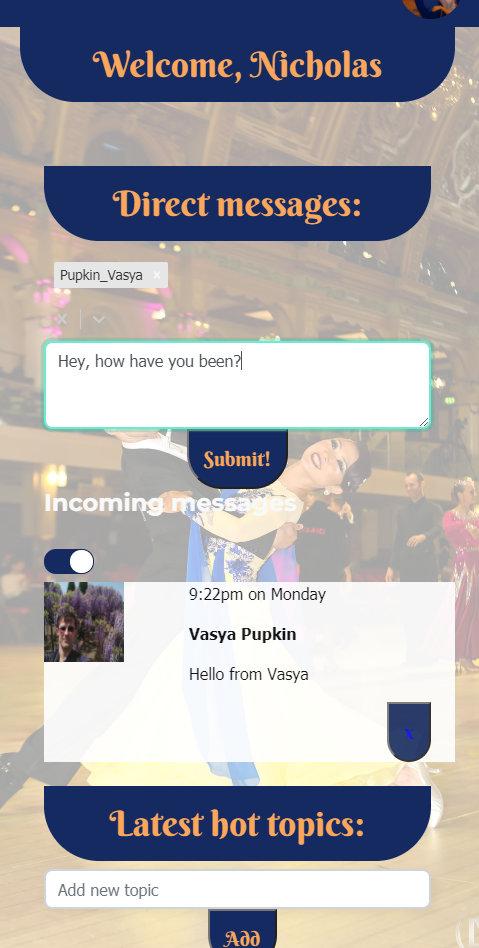 Welcome, Nicholas
Direct messages:
Pupkin_Vasya ×
Hey, how have you been?
Submit!
Incoming messages
9:22pm on Monday
Vasya Pupkin
Hello from Vasya
X
Latest hot topics:
Add new topic
Add